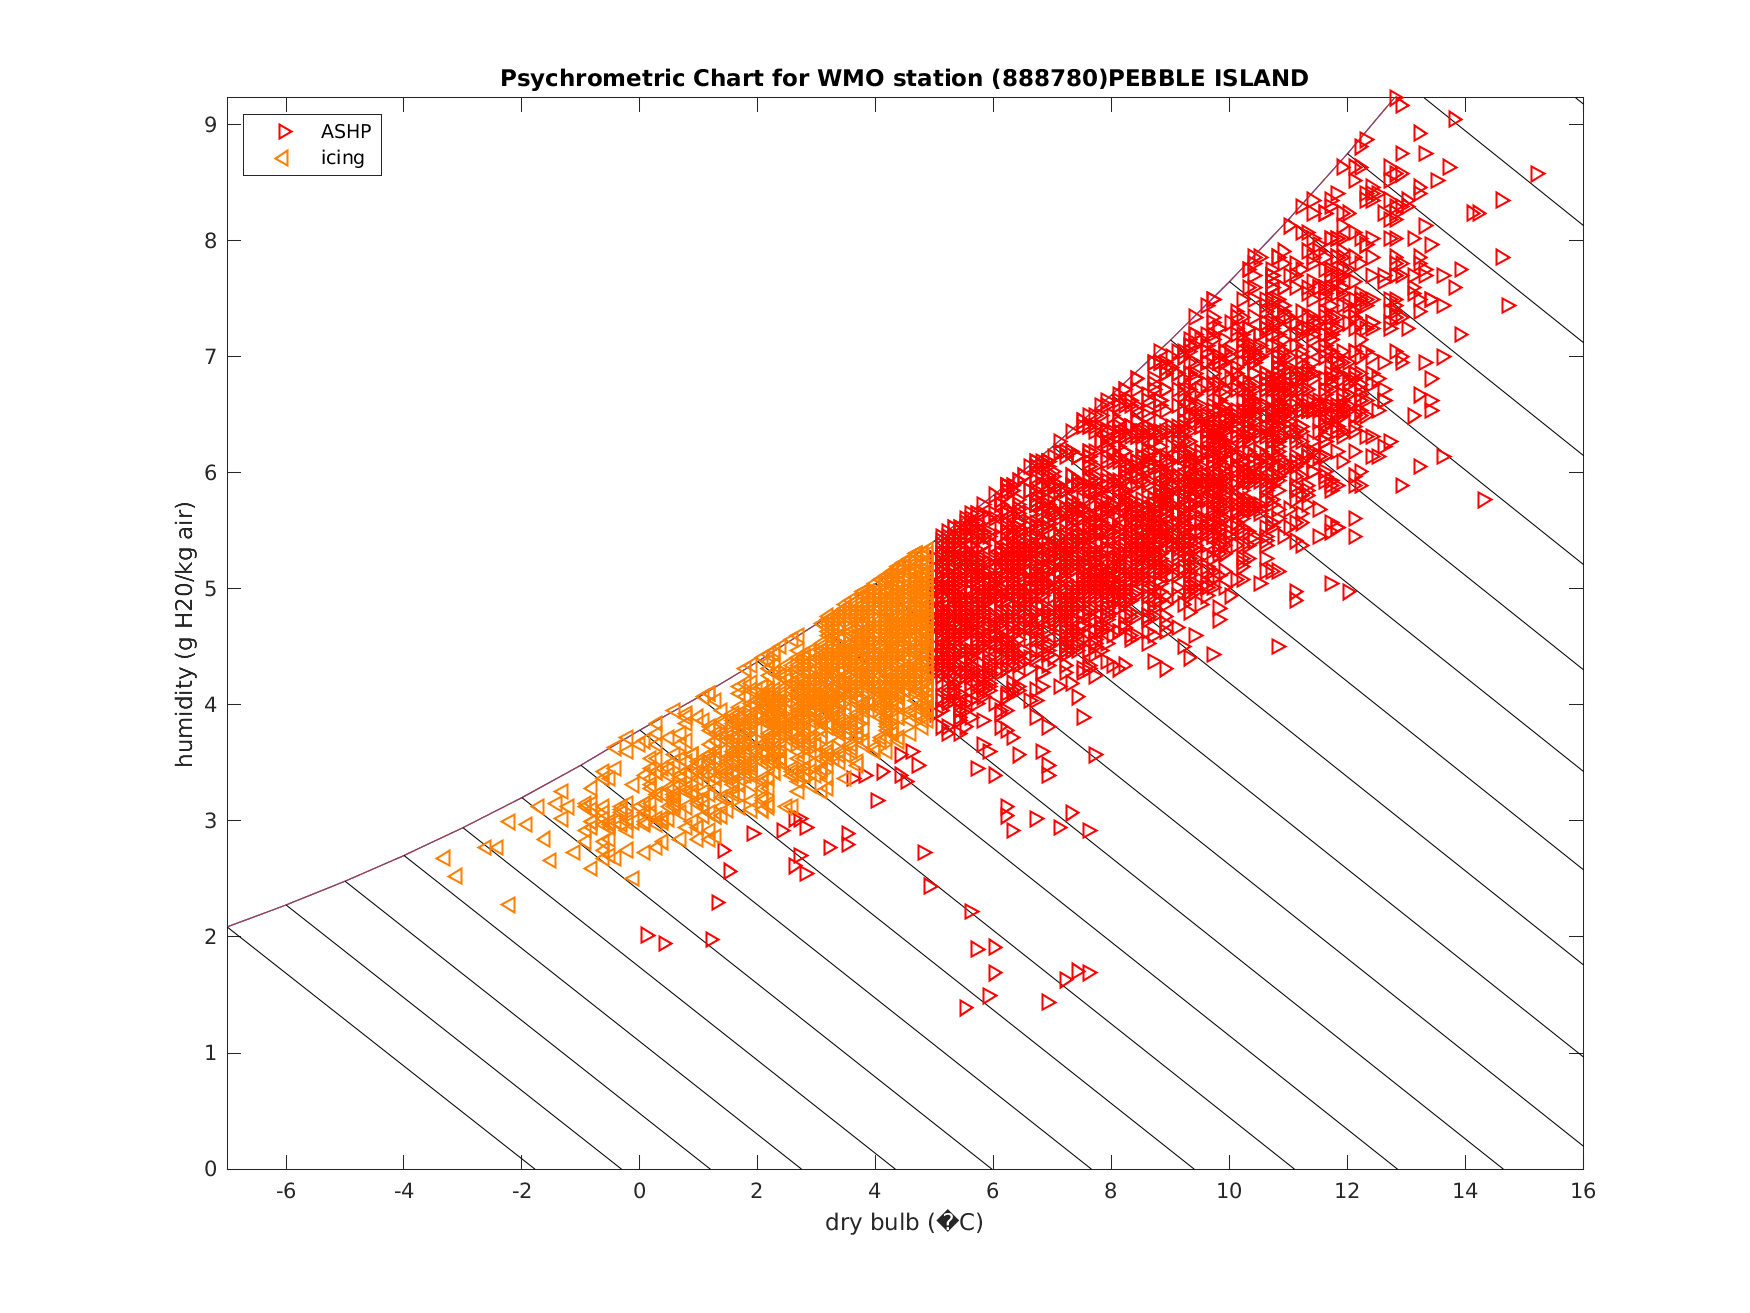 Psychrometric Chart for WMO station (888780)PEBBLE ISLAND
ASHP
icing
humidity (g H20/kg air)
9
8
7
6
5
4
3
2
1
0
-6 -4 -2 0 2 4 6 8 10 12 14 16
dry bulb (�C)